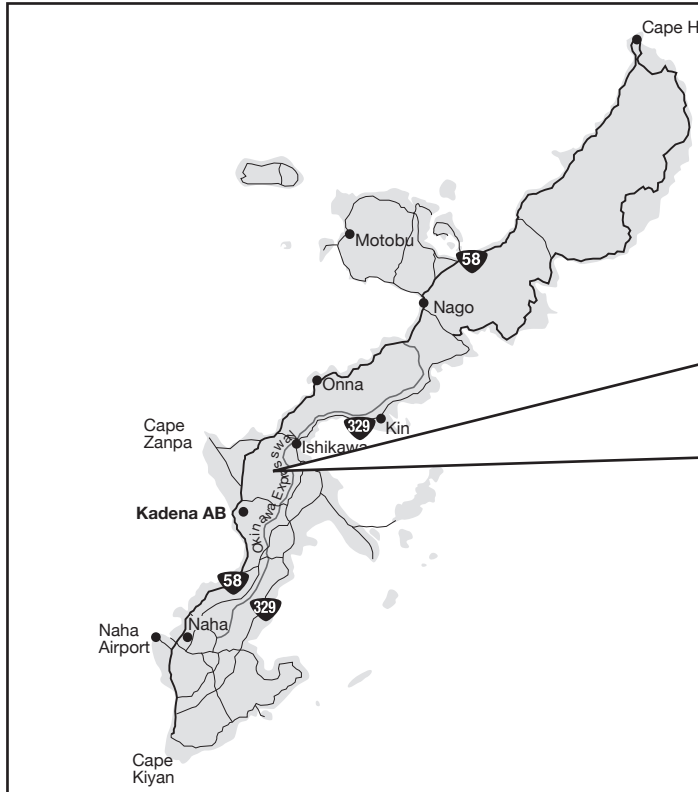 Cape H
Motobu
58
Nago
Onna
329
Kin
Cape
Zanpa
Ishikawa
Okinawa Expressway
Kadena AB
58
329
Naha
Airport
Naha
Cape
Kiyan